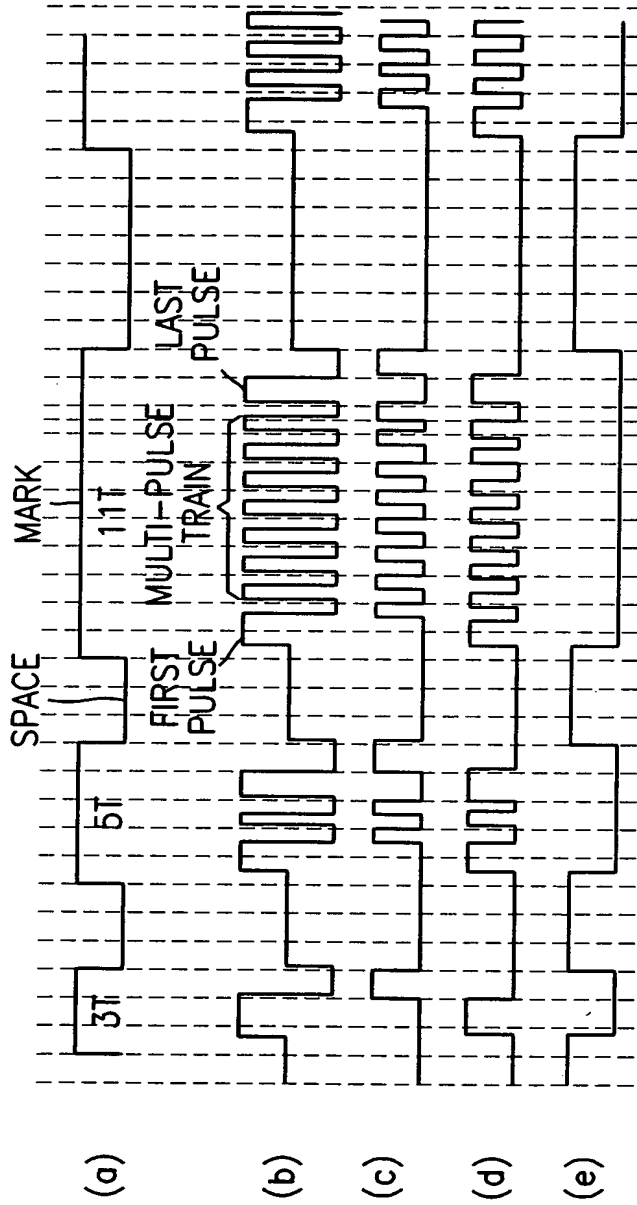 SPACE
MARK
(a)
3T
5T
11T
FIRST
PULSE
MULTI-PULSE
TRAIN
LAST
PULSE
(b)
(c)
(d)
(e)